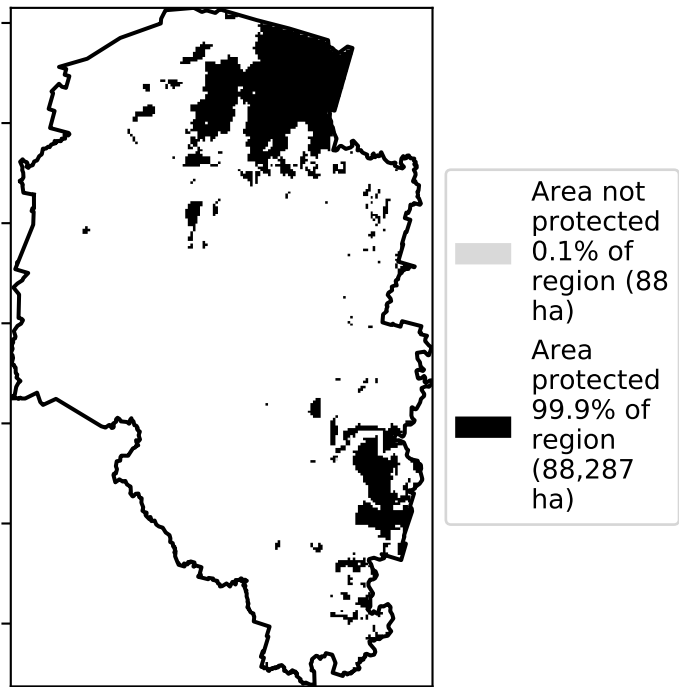 Area not
protected
0.1% of
region (88
ha)
Area
protected
99.9% of
region
(88,287
ha)